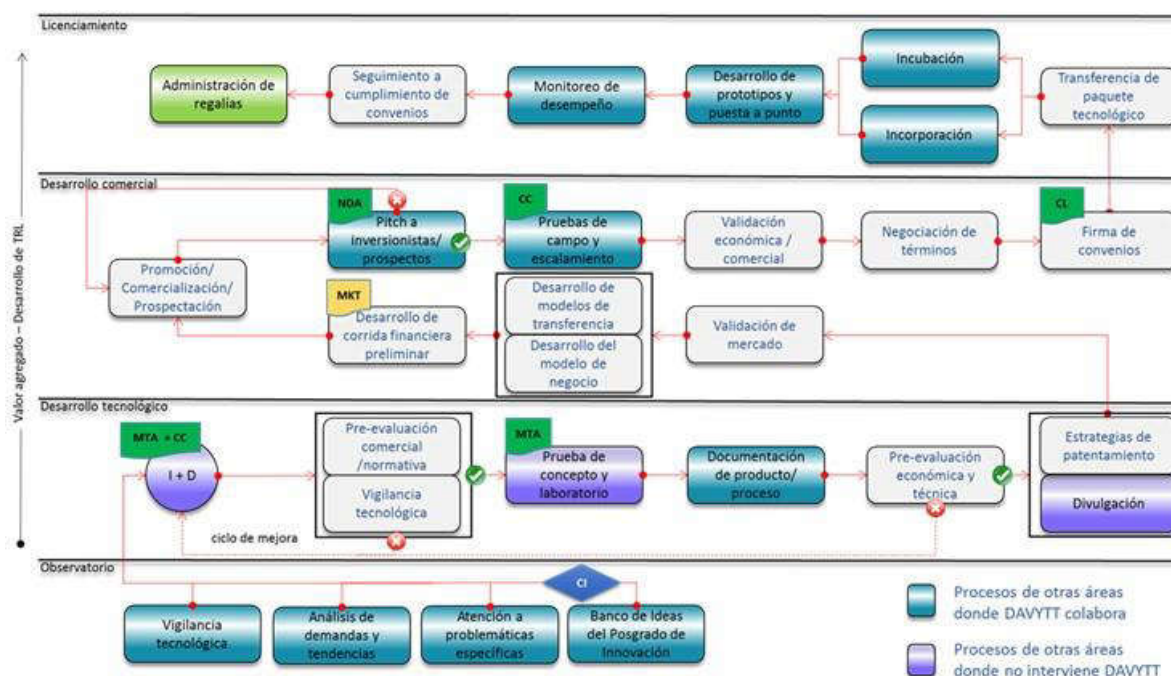 Licenciamiento
Administración de
regalías
Seguimiento a
cumplimiento de
convenios
Monitoreo de
desempeño
Desarrollo de
prototipos y
puesta a punto
Incubación
Incorporación
Transferencia de
paquete
tecnológico
Valor agregado – Desarrollo de TRL
Desarrollo comercial
NDA
Pitch a
inversionistas/
prospectos
CC
Pruebas de
campo y
escalamiento
Validación
económica /
comercial
Negociación de
términos
CL
Firma de
convenios
Promoción/
Comercialización/
Prospectación
MKT
Desarrollo de
corrida financiera
preliminar
Desarrollo de
modelos de
transferencia
Desarrollo del
modelo de
negocio
Validación de
mercado
Desarrollo tecnológico
MTA + CC
I + D
Pre-evaluación
comercial
/normativa
Vigilancia
tecnológica
MTA
Prueba de
concepto y
laboratorio
Documentación
de producto/
proceso
Pre-evaluación
económica y
técnica
Estrategias de
patentamiento
Divulgación
ciclo de mejora
Observatorio
CI
Vigilancia
tecnológica
Análisis de
demandas y
tendencias
Atención a
problemáticas
específicas
Banco de Ideas
del Posgrado de
Innovación
Procesos de otras áreas
donde DAVYTT colabora
Procesos de otras áreas
donde no interviene DAVYTT